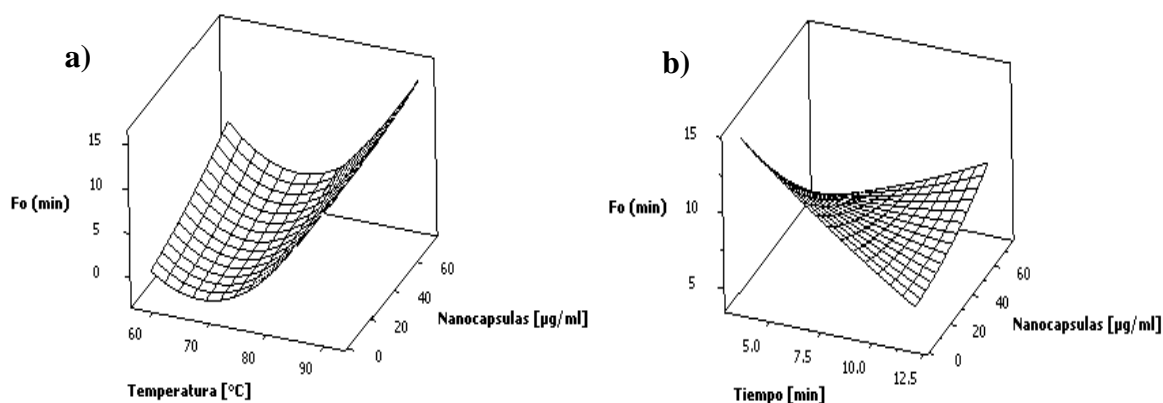 a)
15
10
Fo (min)
5
0
60
40
Nanocapsulas [µg/ml]
20
0
60
70
80
90
Temperatura [°C]
b)
15
Fo (min)
10
5
60
40
Nanocapsulas [µg/ml]
20
0
5.0
7.5
10.0
12.5
Tiempo [min]